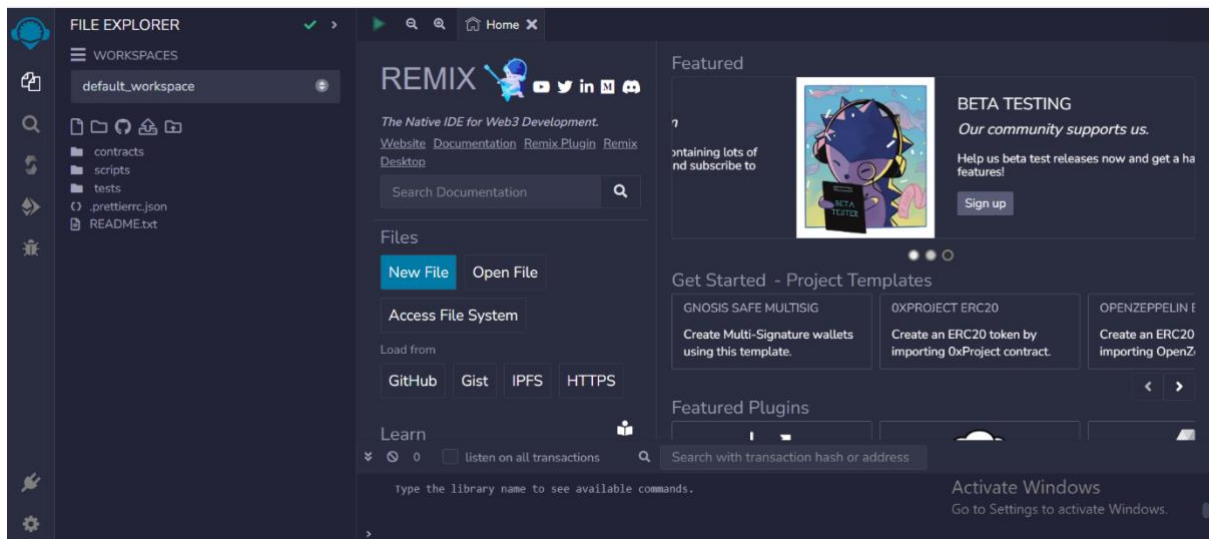 FILE EXPLORER
WORKSPACES
default_workspace
contracts
scripts
tests
.prettierrc.json
README.txt
Home
REMIX
The Native IDE for Web3 Development.
Website Documentation Remix Plugin Remix
Desktop
Search Documentation
Files
New File Open File
Access File System
Load from
GitHub Gist IPFS HTTPS
Learn
Featured
ontaining lots of
nd subscribe to
BETA TESTER
BETA TESTING
Our community supports us.
Help us beta test releases now and get a ha
features!
Sign up
Get Started - Project Templates
GNOSIS SAFE MULTISIG
Create Multi-Signature wallets
using this template.
0XPROJECT ERC20
Create an ERC20 token by
importing 0xProject contract.
OPENZEPPELIN E
Create an ERC20
importing OpenZ
Featured Plugins
0 listen on all transactions Search with transaction hash or address
Type the library name to see available commands.
>
Activate Windows
Go to Settings to activate Windows.